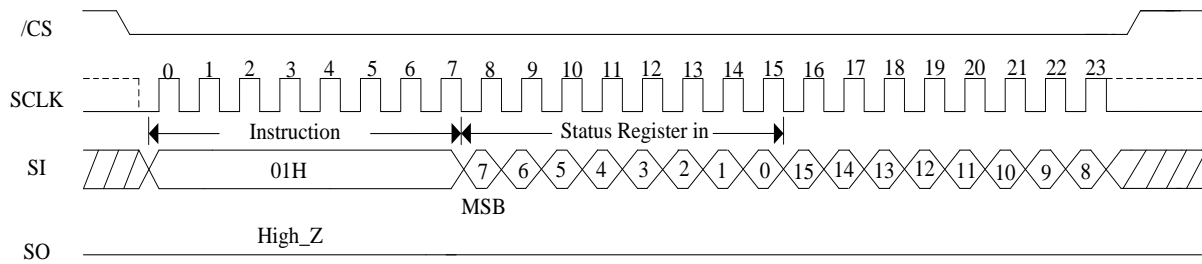 /CS
0 1 2 3 4 5 6 7 8 9 10 11 12 13 14 15 16 17 18 19 20 21 22 23
SCLK
Instruction Status Register in
SI 01H 7 6 5 4 3 2 1 0 15 14 13 12 11 10 9 8
MSB
High_Z
SO